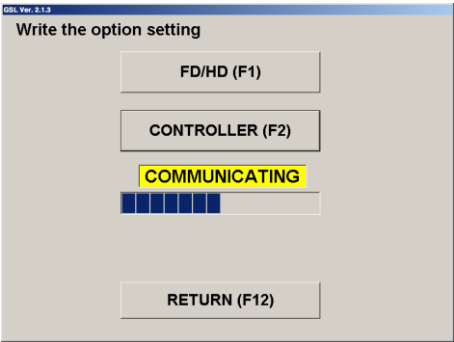 GSL Ver. 2.1.3
Write the option setting
FD/HD (F1)
CONTROLLER (F2)
COMMUNICATING
RETURN (F12)